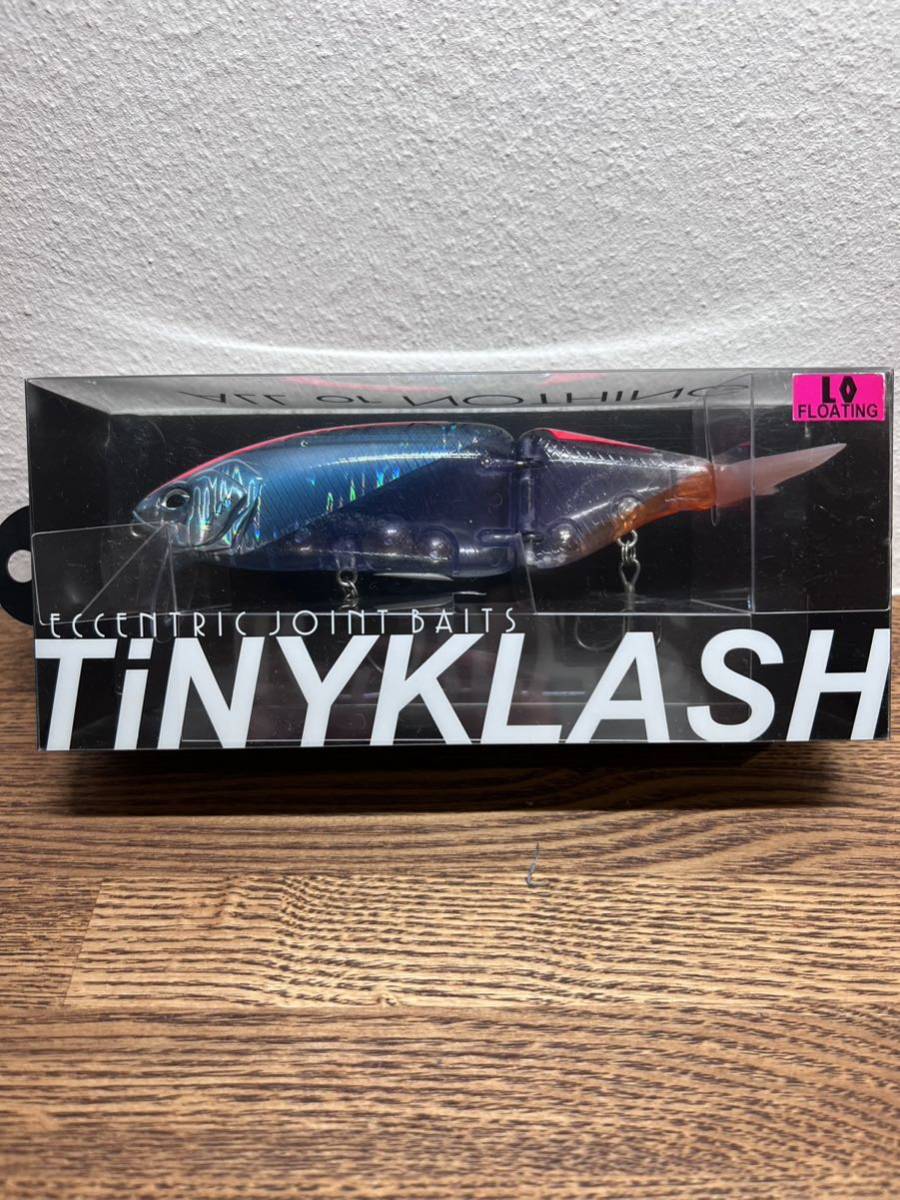 ALL OR NOTHING
LO
FLOATING
ECCENTRIC JOINT BAITS
TiNYKLASH